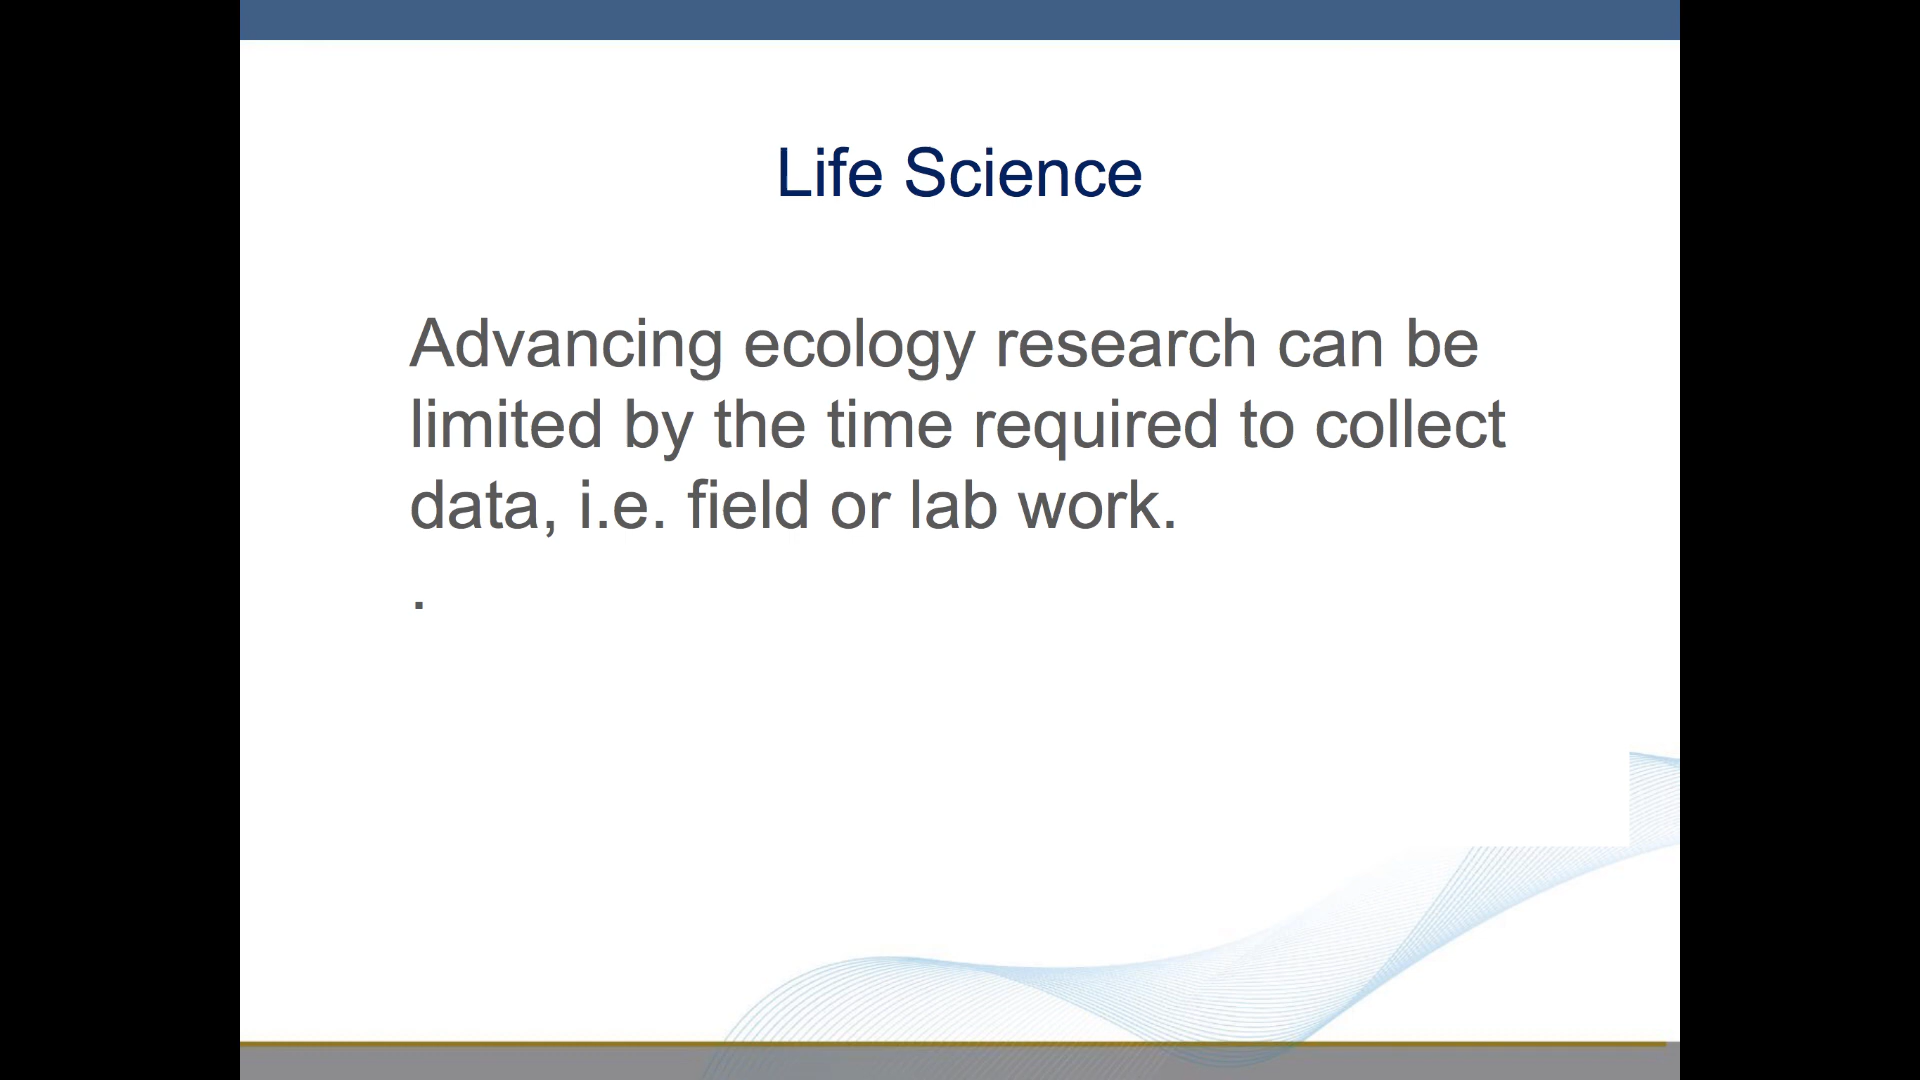 Life Science
Advancing ecology research can be
limited by the time required to collect
data, i.e. field or lab work.
.